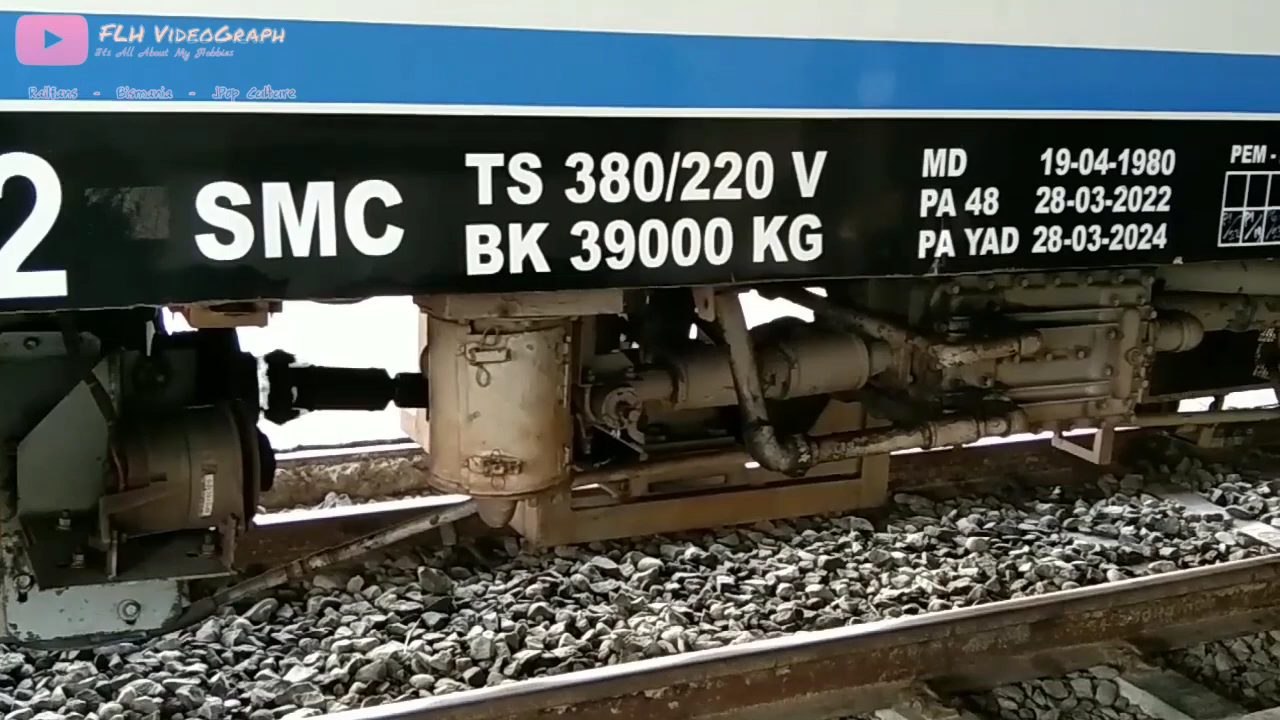 FLH VIDEOGRAPH
It's All About My Hobbies
Railfans - Bismania - JPop Culture
2 SMC
TS 380/220 V
BK 39000 KG
MD 19-04-1980
PA 48 28-03-2022
PA YAD 28-03-2024
PEM -